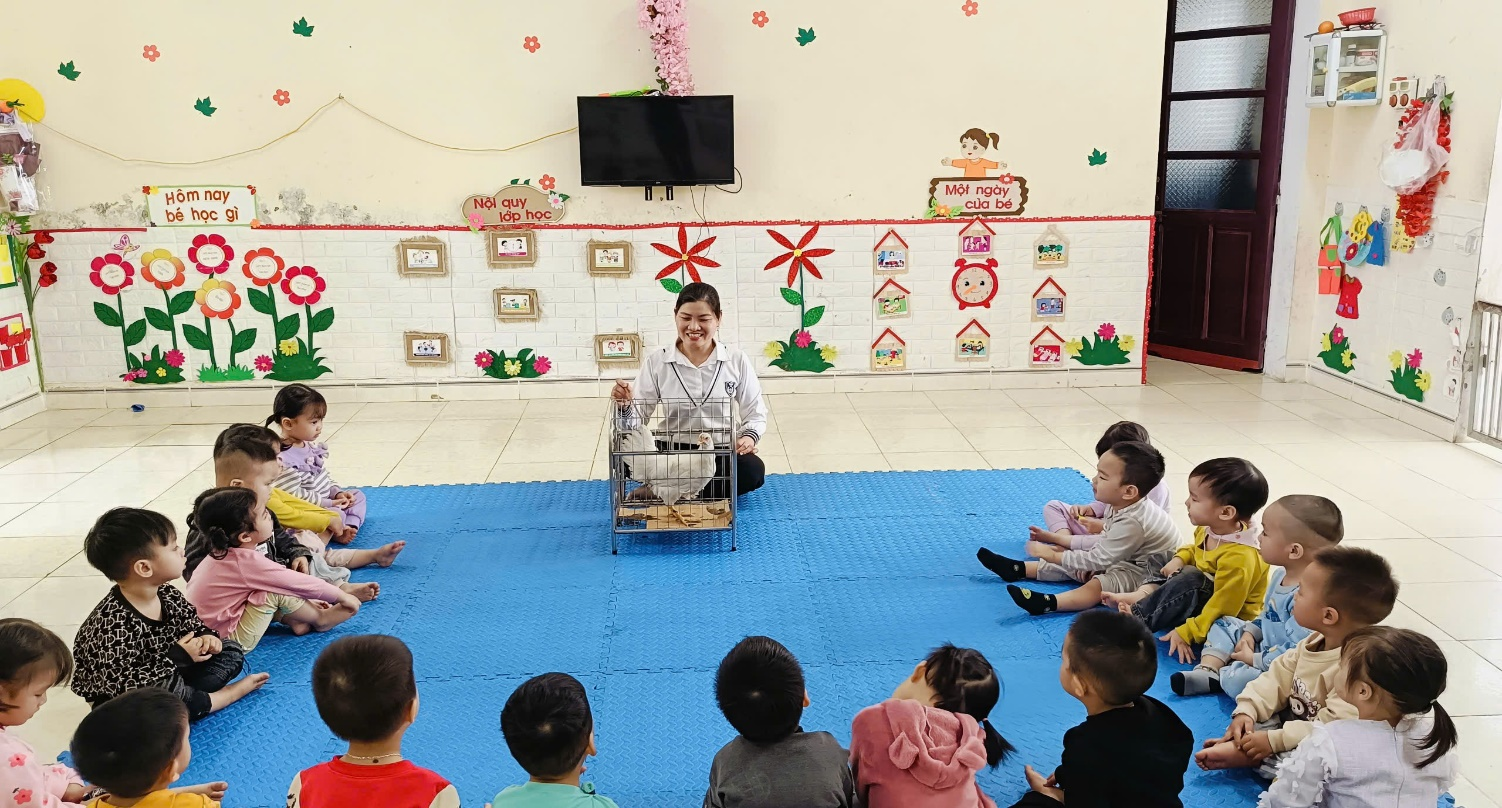 Hôm nay
bé học gì
Nội quy
lớp học
Một ngày
của bé